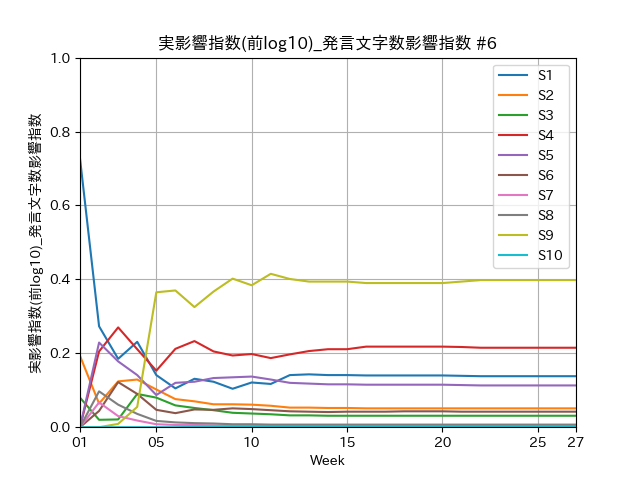 実影響指数(前log10)_発言文字数影響指数 #6
実影響指数(前log10)_発言文字数影響指数
1.0
0.8
0.6
0.4
0.2
0.0
01
05
10
15
20
25
27
Week
S1
S2
S3
S4
S5
S6
S7
S8
S9
S10